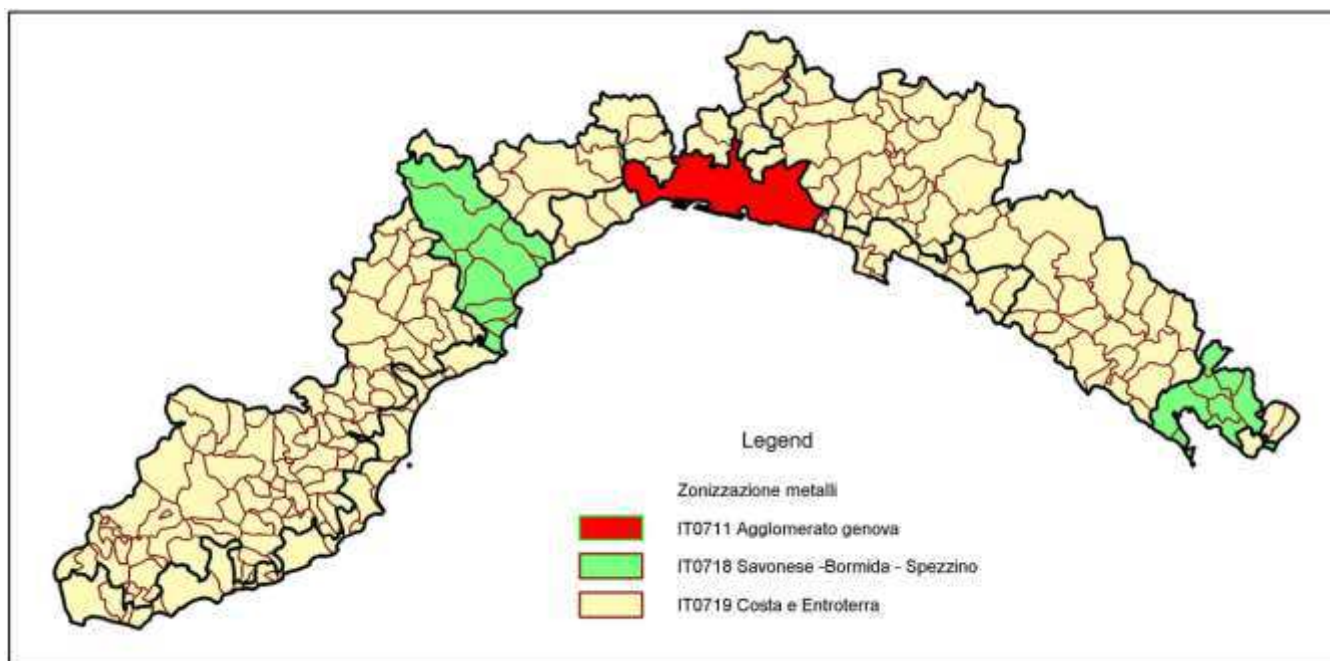 Legend
Zonizzazione metalli
IT0711 Agglomerato genova
IT0718 Savonese -Bormida - Spezzino
IT0719 Costa e Entroterra